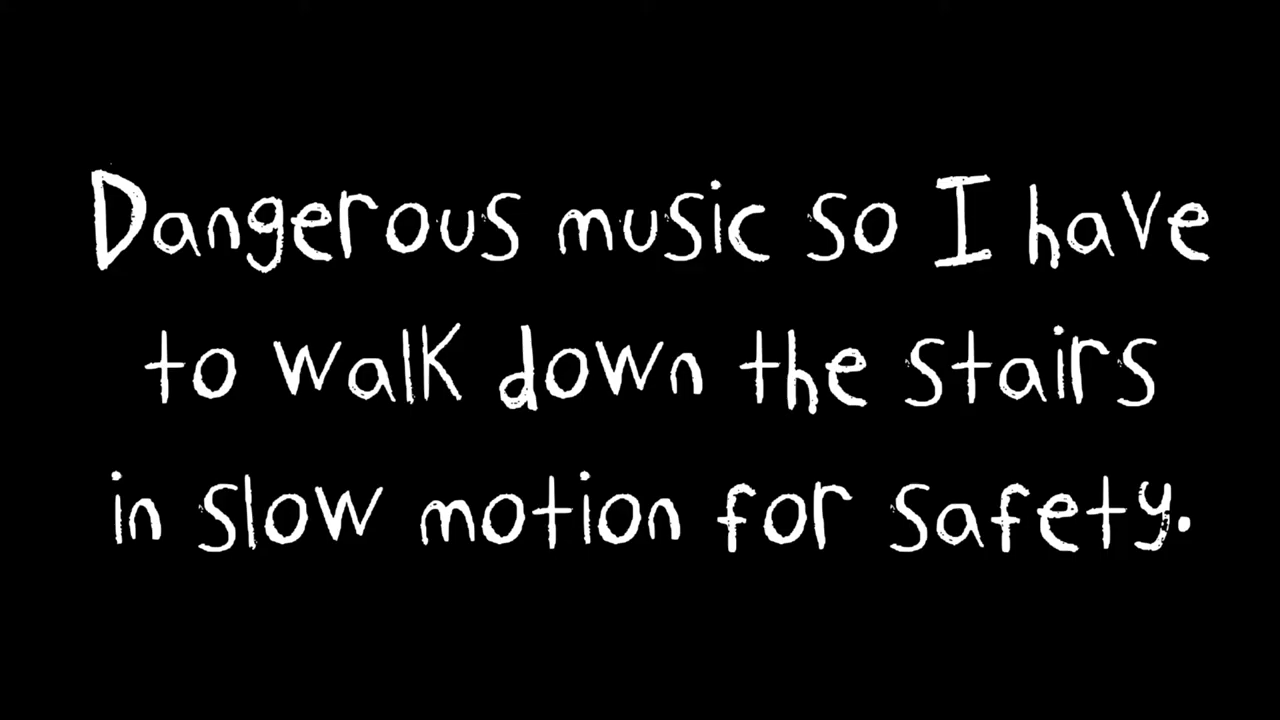 Dangerous music so I have
to walk down the stairs
in slow motion for safety.